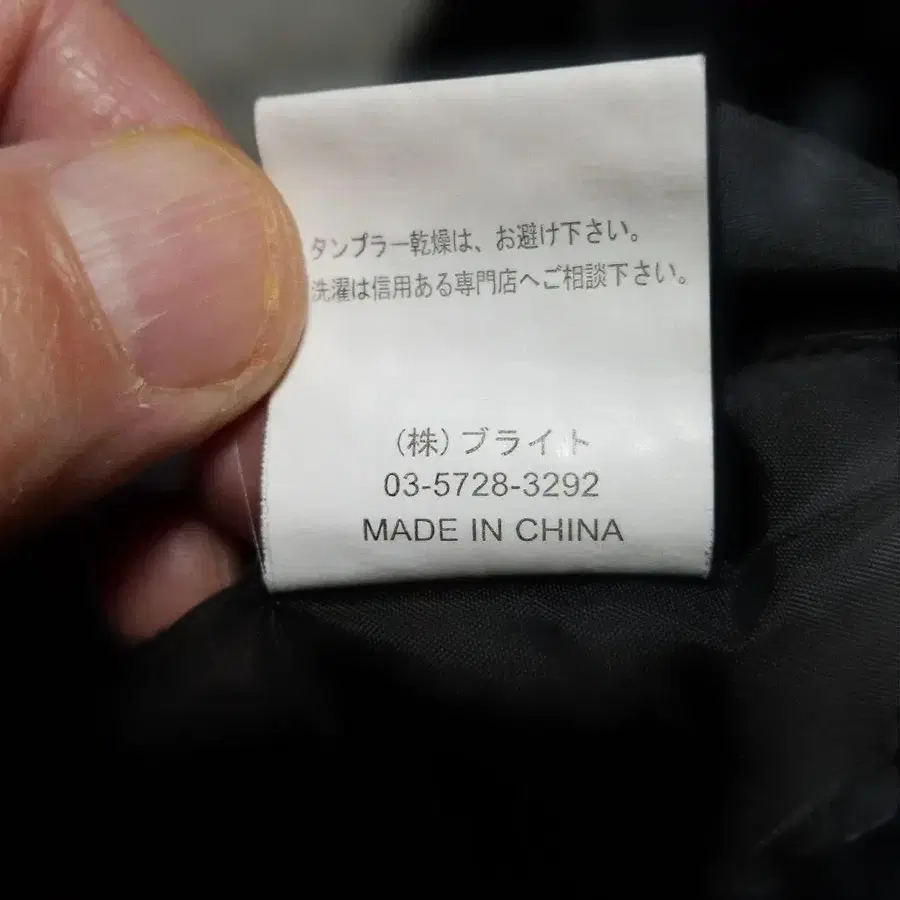 タンプラー乾燥は、お避け下さい。
洗濯は信用ある専門店へご相談下さい。
（株）ブライト
03-5728-3292
MADE IN CHINA